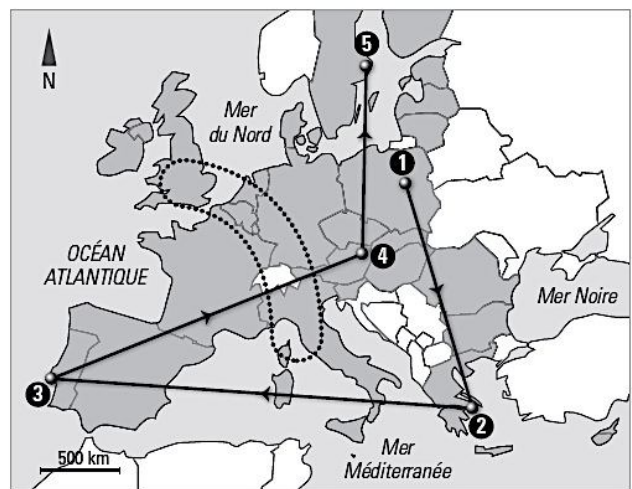 N
5
Mer
du Nord
1
OCÉAN
ATLANTIQUE
4
Mer Noire
3
2
500 km
Mer
Méditerranée